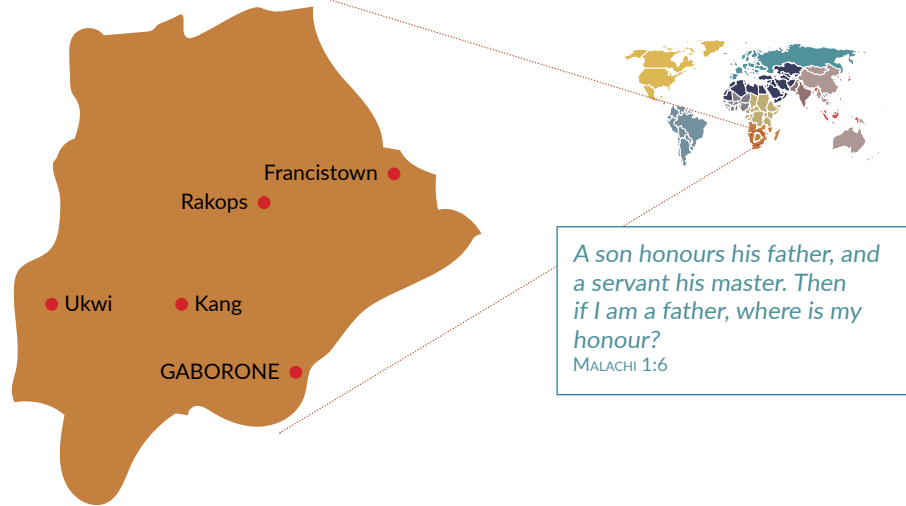 Francistown
Rakops
Ukwi
Kang
GABORONE
A son honours his father, and
a servant his master. Then
if I am a father, where is my
honour?
Malachi 1:6